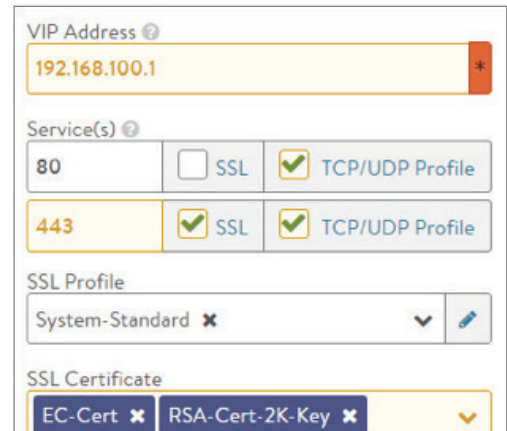 VIP Address ?
192.168.100.1 *
Service(s) ?
80 SSL TCP/UDP Profile
443 SSL TCP/UDP Profile
SSL Profile
System-Standard ✖
SSL Certificate
EC-Cert ✖ RSA-Cert-2K-Key ✖